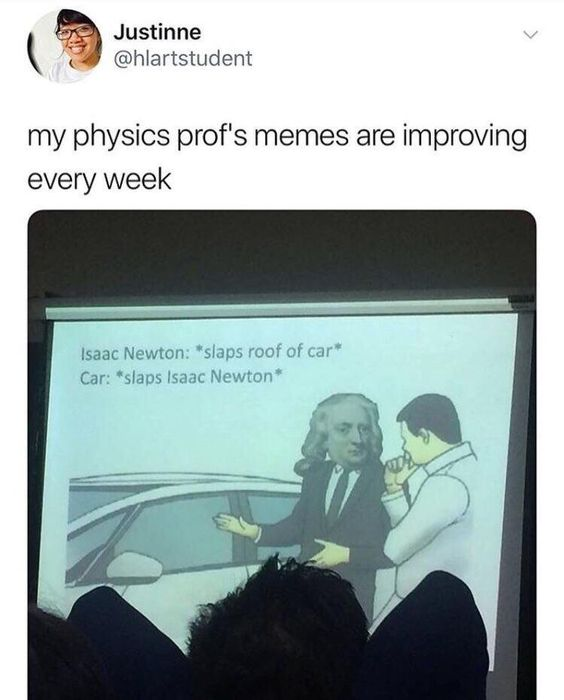 Justinne
@hlartstudent
my physics prof's memes are improving
every week
Isaac Newton: *slaps roof of car*
Car: *slaps Isaac Newton*